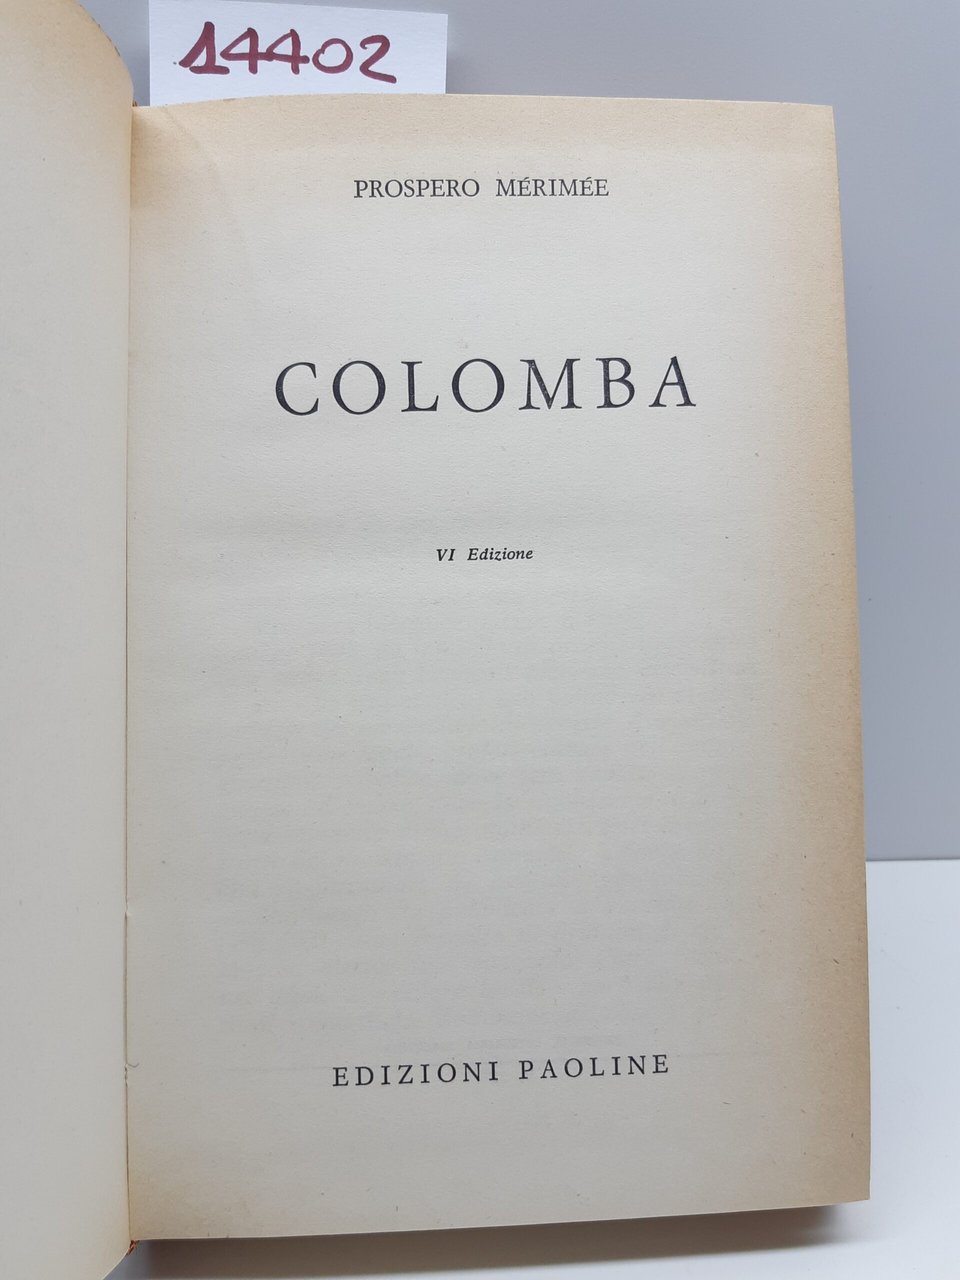 14402
PROSPERO MÉRIMÉE
COLOMBA
VI Edizione
EDIZIONI PAOLINE